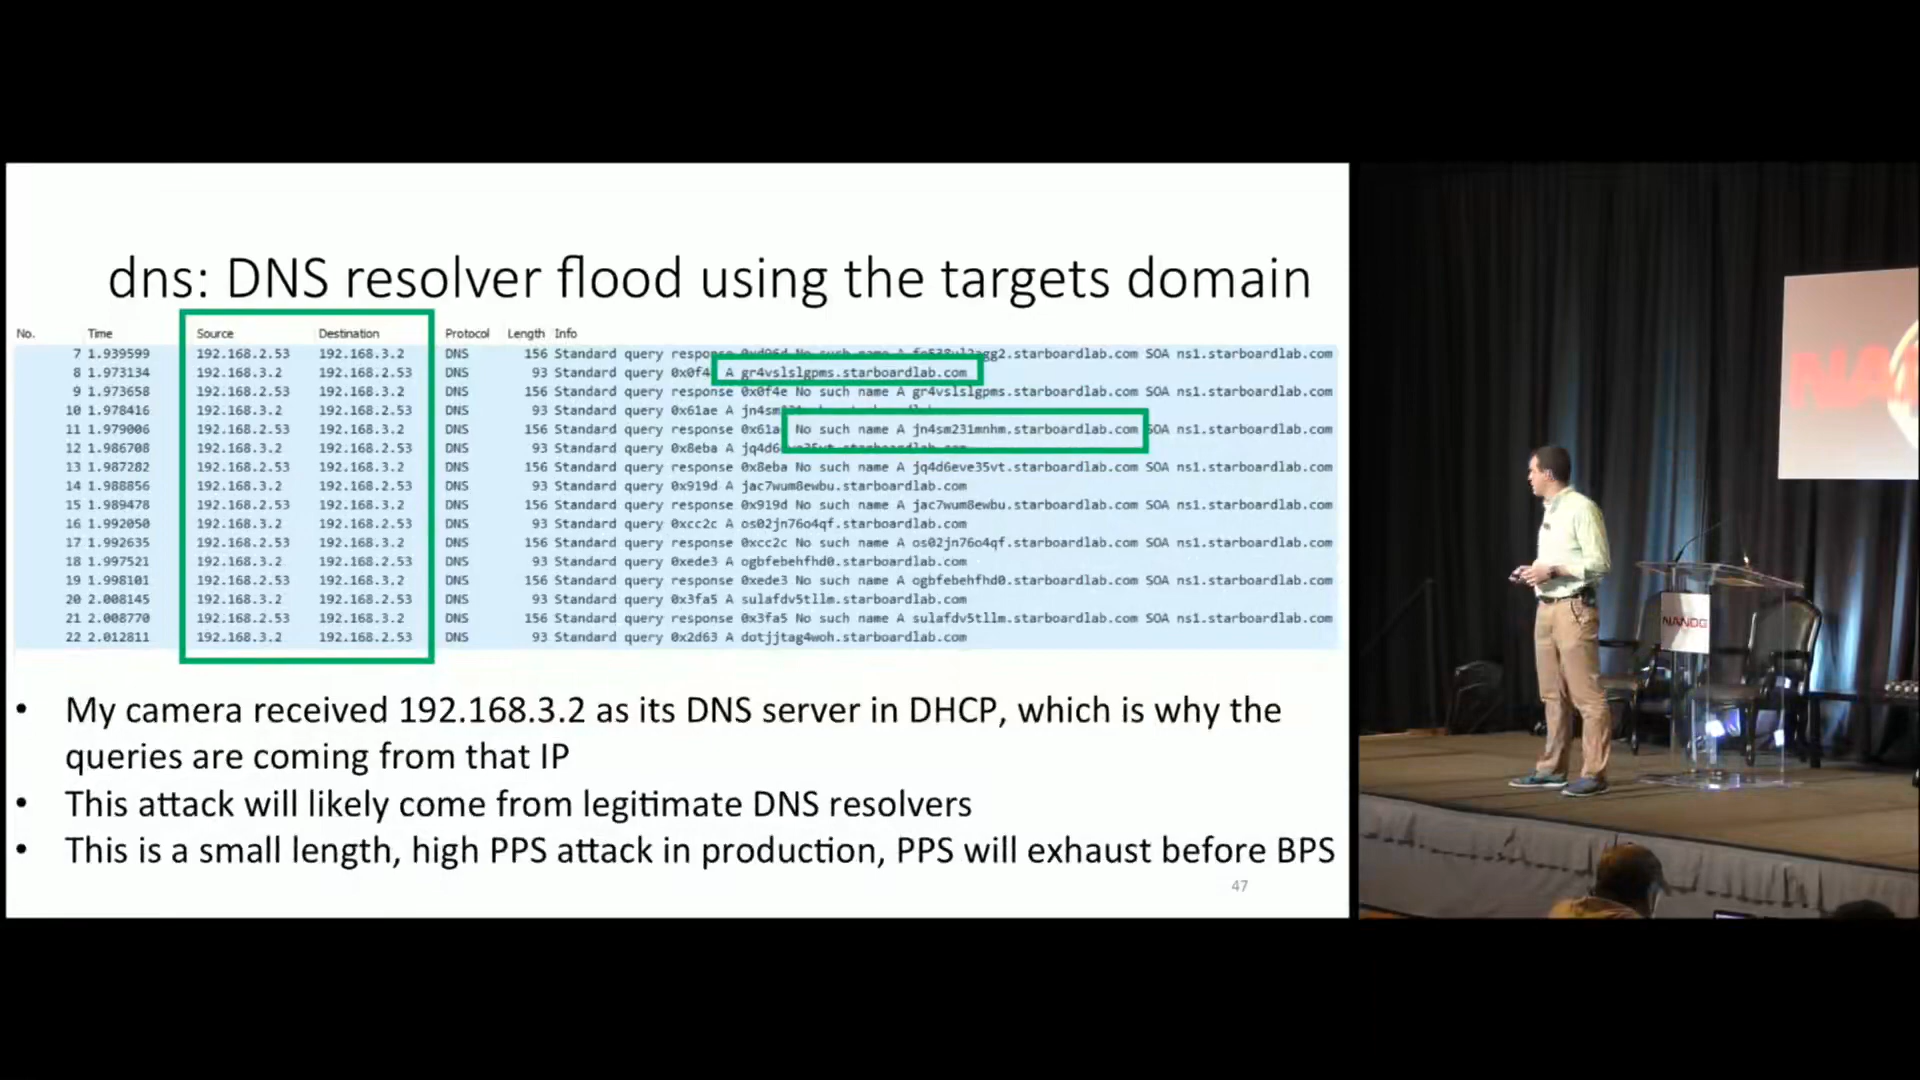 dns: DNS resolver flood using the targets domain
No. Time Source Destination Protocol Length Info
7 1.939599 192.168.2.53 192.168.3.2 DNS 156 Standard query response No such name A .starboardlab.com SOA ns1.starboardlab.com
8 1.973134 192.168.3.2 192.168.2.53 DNS 93 Standard query 0x0f4 A gr4vslslgpms.starboardlab.com
9 1.973658 192.168.2.53 192.168.3.2 DNS 156 Standard query response 0x0f4e No such name A gr4vslslgpms.starboardlab.com SOA ns1.starboardlab.com
10 1.978416 192.168.3.2 192.168.2.53 DNS 93 Standard query 0x61ae A
11 1.979006 192.168.2.53 192.168.3.2 DNS 156 Standard query response 0x61a No such name A jn4sm231mnhm.starboardlab.com SOA ns1.starboardlab.com
12 1.986708 192.168.3.2 192.168.2.53 DNS 93 Standard query 0x8eba A
13 1.987282 192.168.2.53 192.168.3.2 DNS 156 Standard query response 0x8eba No such name A jq4d6eve35vt.starboardlab.com SOA ns1.starboardlab.com
14 1.988856 192.168.3.2 192.168.2.53 DNS 93 Standard query 0x919d A jac7wum8ewbu.starboardlab.com
15 1.989478 192.168.2.53 192.168.3.2 DNS 156 Standard query response 0x919d No such name A jac7wum8ewbu.starboardlab.com SOA ns1.starboardlab.com
16 1.992050 192.168.3.2 192.168.2.53 DNS 93 Standard query 0xcc2c A os02jn76o4qf.starboardlab.com
17 1.992635 192.168.2.53 192.168.3.2 DNS 156 Standard query response 0xcc2c No such name A os02jn76o4qf.starboardlab.com SOA ns1.starboardlab.com
18 1.997521 192.168.3.2 192.168.2.53 DNS 93 Standard query 0xede3 A ogbfebehfhd0.starboardlab.com
19 1.998101 192.168.2.53 192.168.3.2 DNS 156 Standard query response 0xede3 No such name A ogbfebehfhd0.starboardlab.com SOA ns1.starboardlab.com
20 2.008145 192.168.3.2 192.168.2.53 DNS 93 Standard query 0x3fa5 A sulafdv5tllm.starboardlab.com
21 2.008770 192.168.2.53 192.168.3.2 DNS 156 Standard query response 0x3fa5 No such name A sulafdv5tllm.starboardlab.com SOA ns1.starboardlab.com
22 2.012811 192.168.3.2 192.168.2.53 DNS 93 Standard query 0x2d63 A dotjjtag4woh.starboardlab.com
• My camera received 192.168.3.2 as its DNS server in DHCP, which is why the
queries are coming from that IP
• This attack will likely come from legitimate DNS resolvers
• This is a small length, high PPS attack in production, PPS will exhaust before BPS
47
NANOG